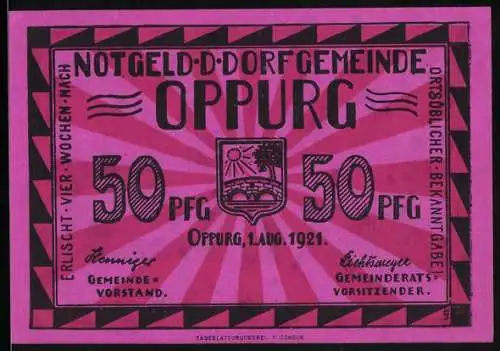 NOTGELD·D·DORFGEMEINDE
OPPURG
ERLISCHT·VIER·WOCHEN·NACH
ORTSÜBLICHER·BEKANNTGABE!
50 PFG
50 PFG
OPPURG, 1. AUG. 1921.
GEMEINDE=
VORSTAND.
GEMEINDERATS=
VORSITZENDER.